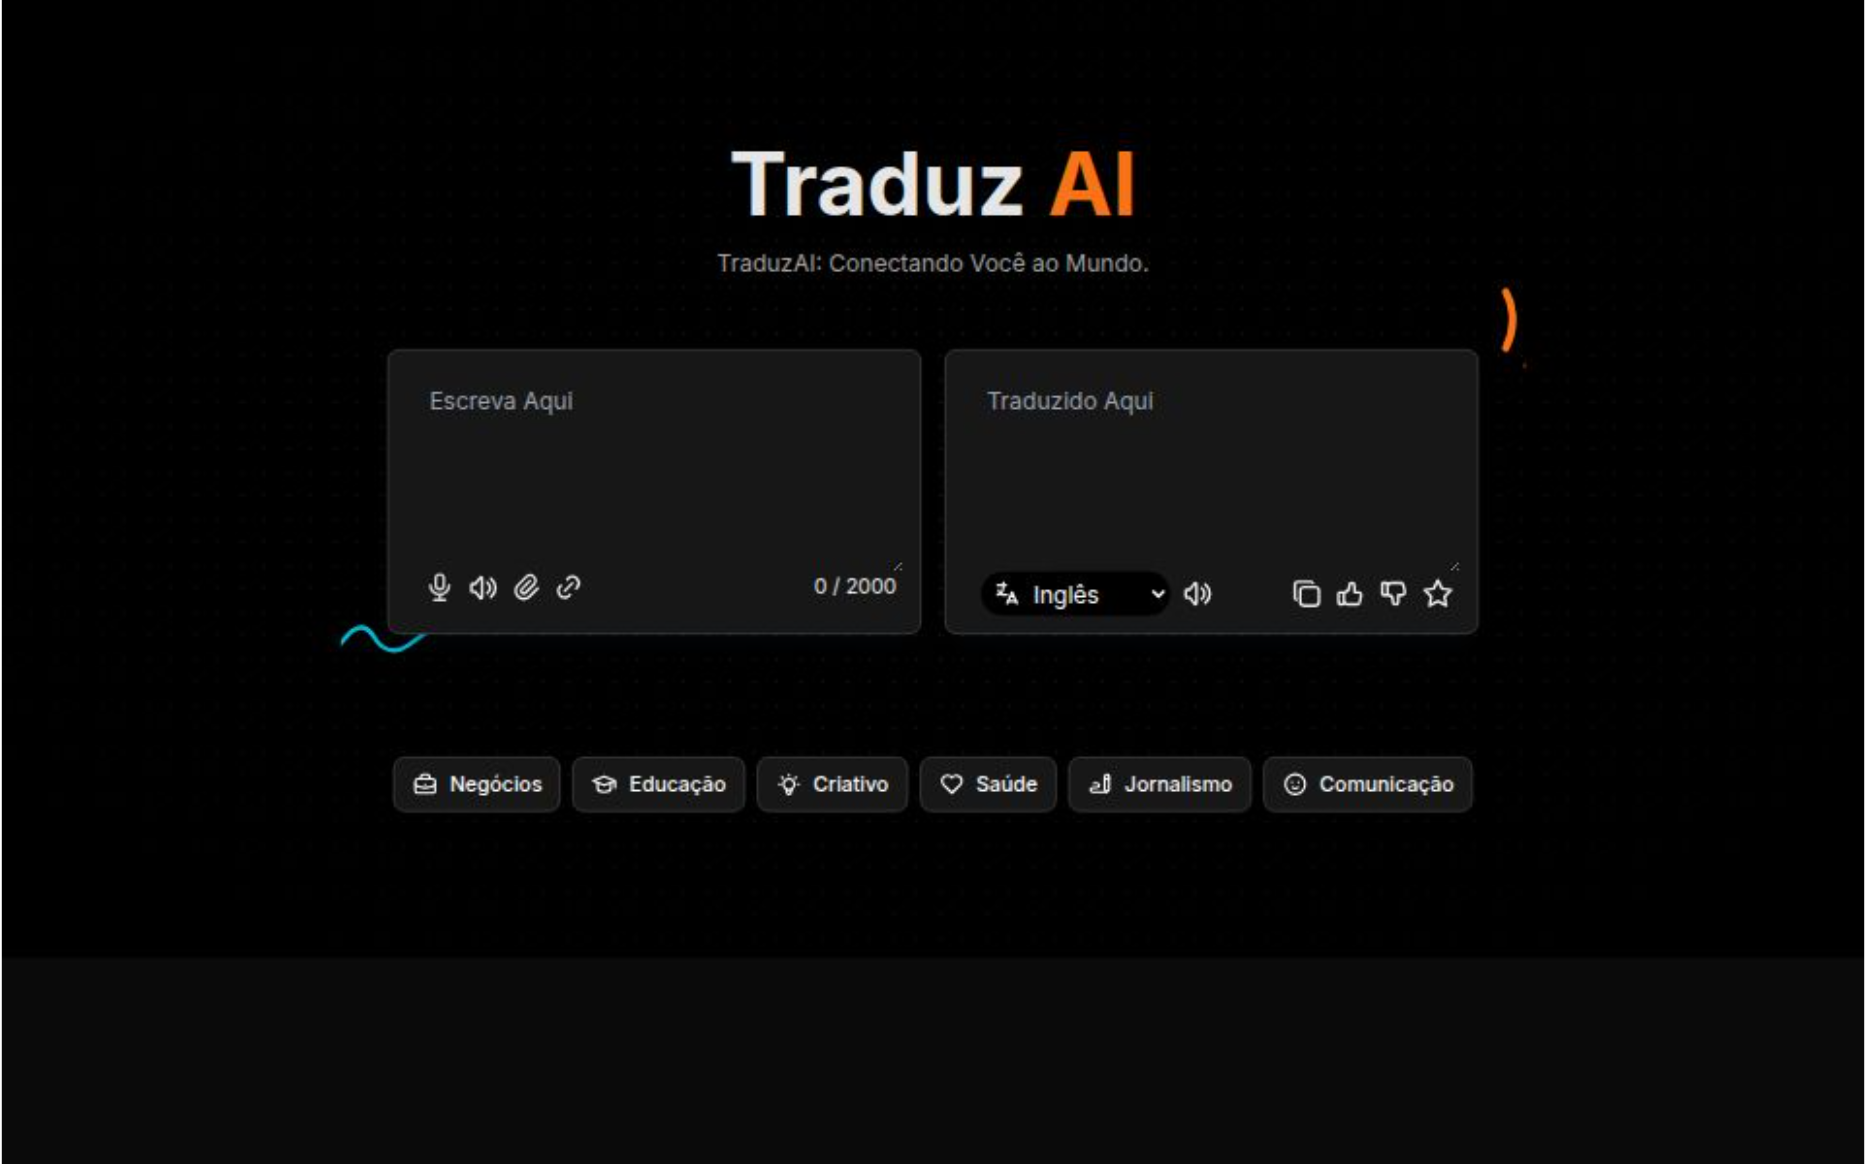 Traduz AI
TraduzAI: Conectando Você ao Mundo.
Escreva Aqui
0 / 2000
Traduzido Aqui
Inglês
Negócios
Educação
Criativo
Saúde
Jornalismo
Comunicação